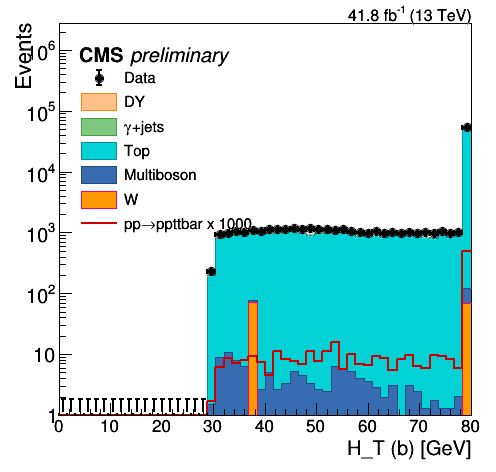 41.8 fb⁻¹ (13 TeV)
Events
CMS preliminary
Data
DY
γ+jets
Top
Multiboson
W
pp→ppttbar x 1000
10⁶
10⁵
10⁴
10³
10²
10
1
0 10 20 30 40 50 60 70 80
H_T (b) [GeV]